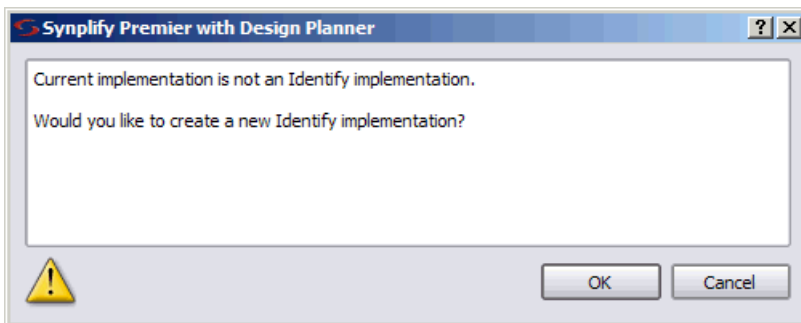 Synplify Premier with Design Planner
Current implementation is not an Identify implementation.
Would you like to create a new Identify implementation?
OK Cancel